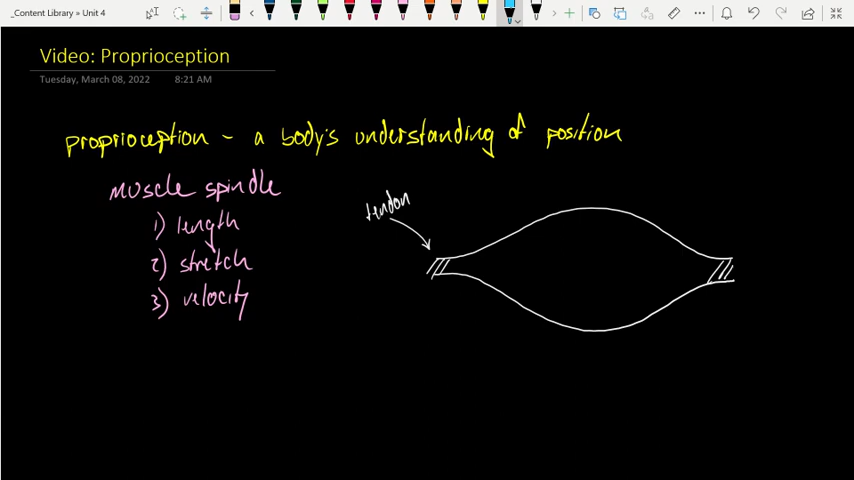 _Content Library » Unit 4
Video: Proprioception
Tuesday, March 08, 2022 8:21 AM
proprioception - a body's understanding of position
muscle spindle
1) length
2) stretch
3) velocity
tendon